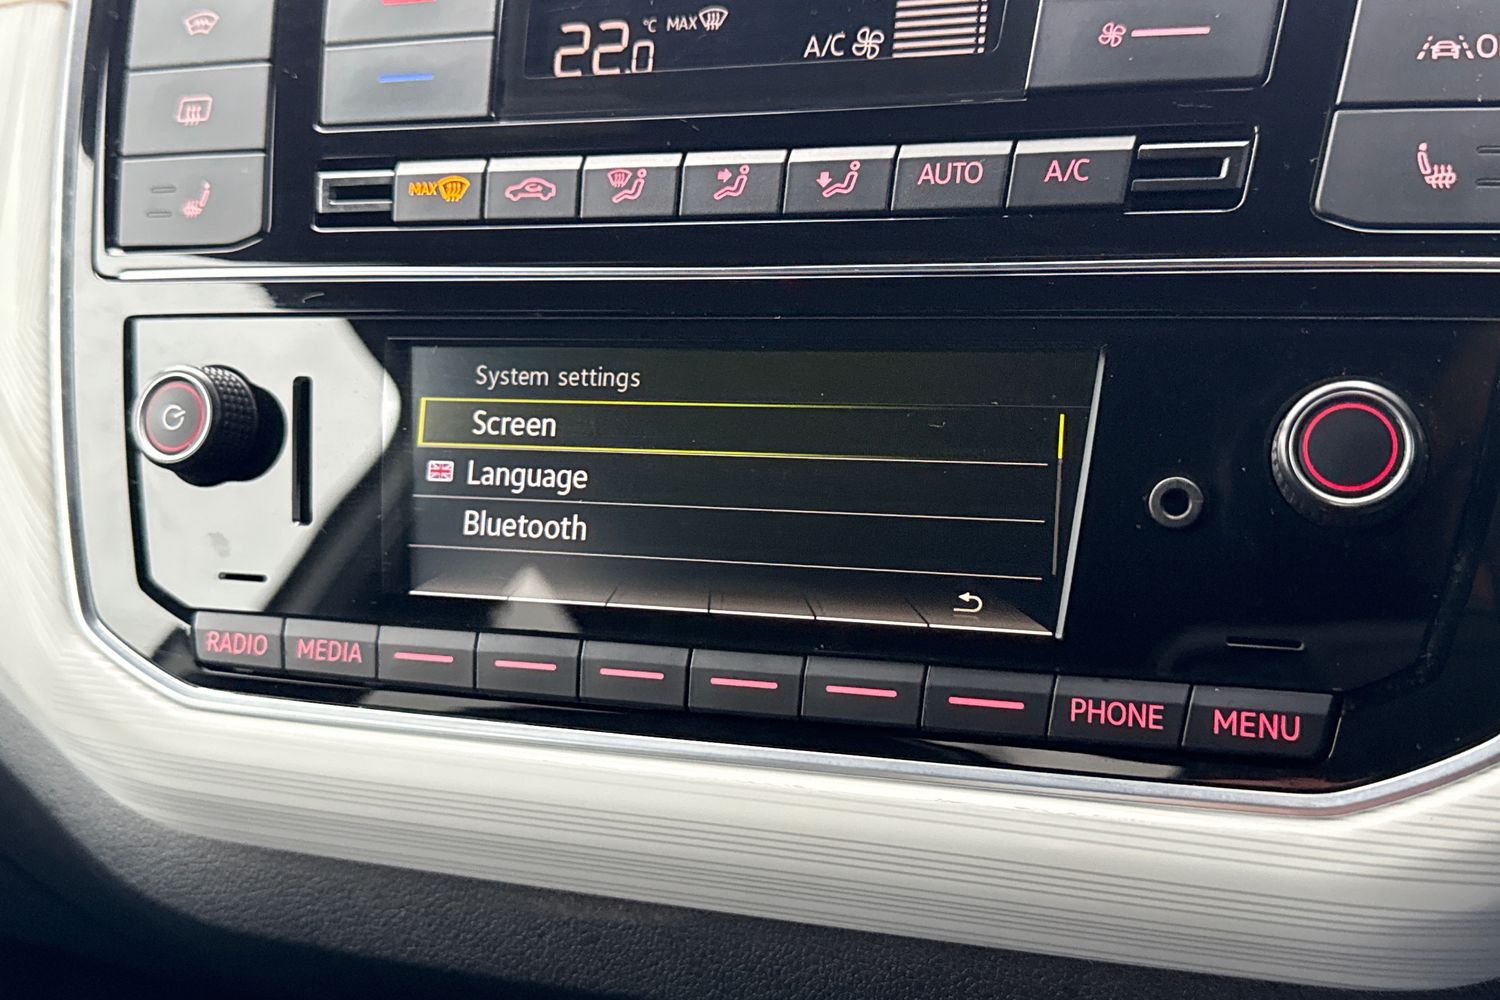 22.0 °C MAX
A/C
MAX
AUTO
A/C
System settings
Screen
Language
Bluetooth
RADIO
MEDIA
PHONE
MENU